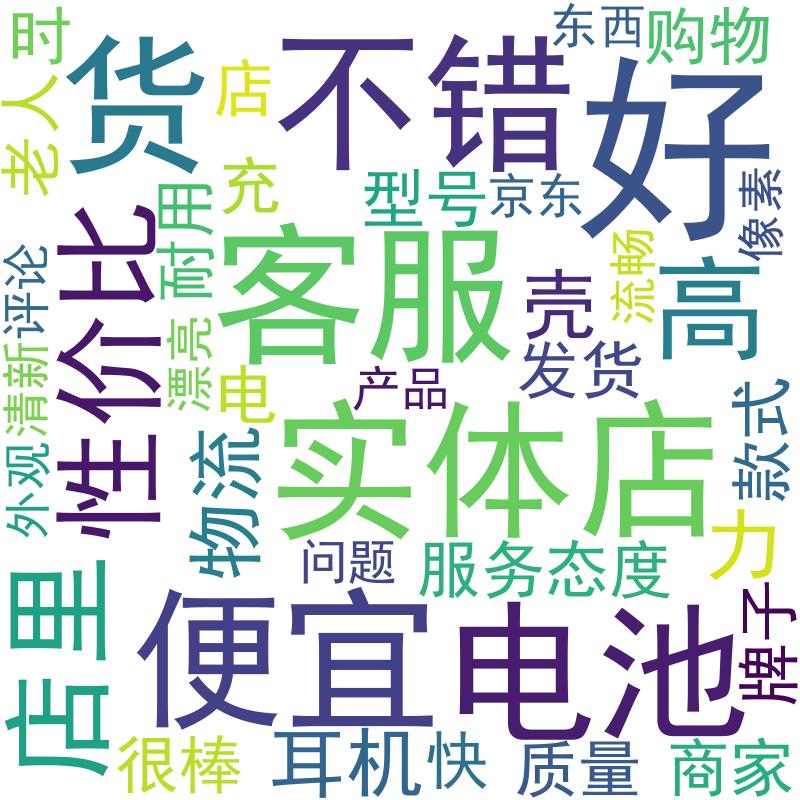 时
货
不错
东西
购物
老人
店
好
充
型号
京东
像素
耐用
性价比
客服
流畅
高
评论
壳
清新
漂亮
电
产品
发货
款式
实体店
外观
物流
力
问题
服务态度
店里
便宜
电池
牌子
很棒
耳机
快
质量
商家